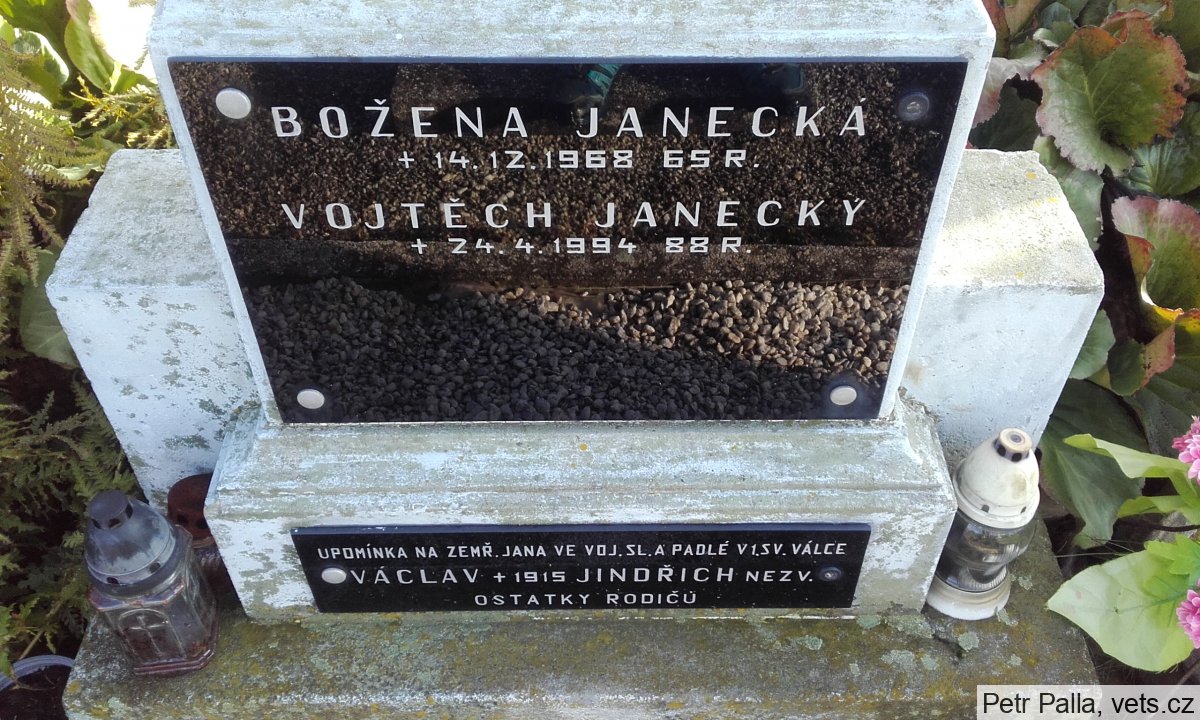 BOŽENA JANECKÁ
+ 14.12.1968 65 R.
VOJTĚCH JANECKÝ
+ 24.4.1994 88 R.
UPOMÍNKA NA ZEMŘ. JANA VE VOJ. SL. A PADLÉ V 1. SV. VÁLCE
VÁCLAV + 1915 JINDŘICH NEZV.
OSTATKY RODIČŮ
Petr Palla, vets.cz